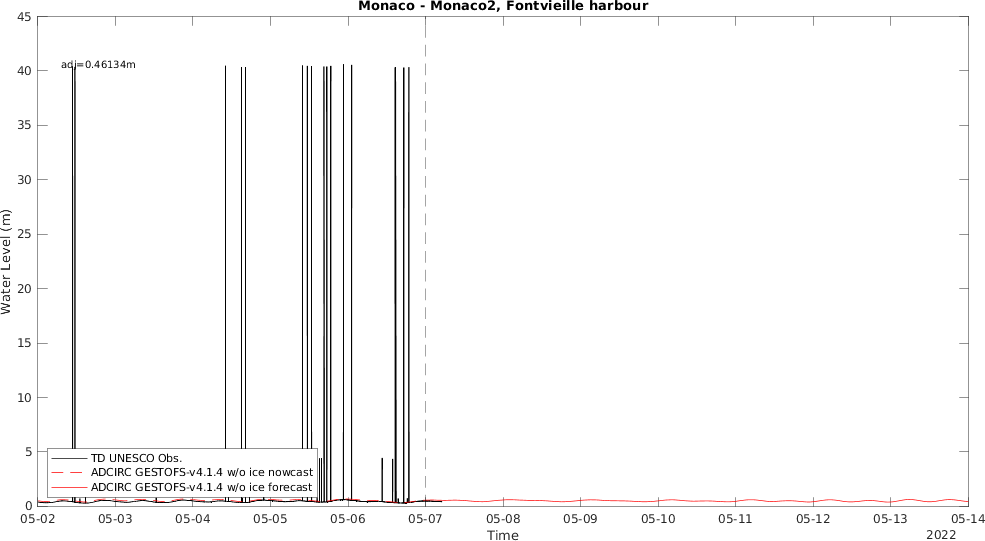 Monaco - Monaco2, Fontvieille harbour
45
40
35
30
25
20
15
10
5
0
Water Level (m)
adj=0.46134m
TD UNESCO Obs.
ADCIRC GESTOFS-v4.1.4 w/o ice nowcast
ADCIRC GESTOFS-v4.1.4 w/o ice forecast
05-02 05-03 05-04 05-05 05-06 05-07 05-08 05-09 05-10 05-11 05-12 05-13 05-14
Time
2022